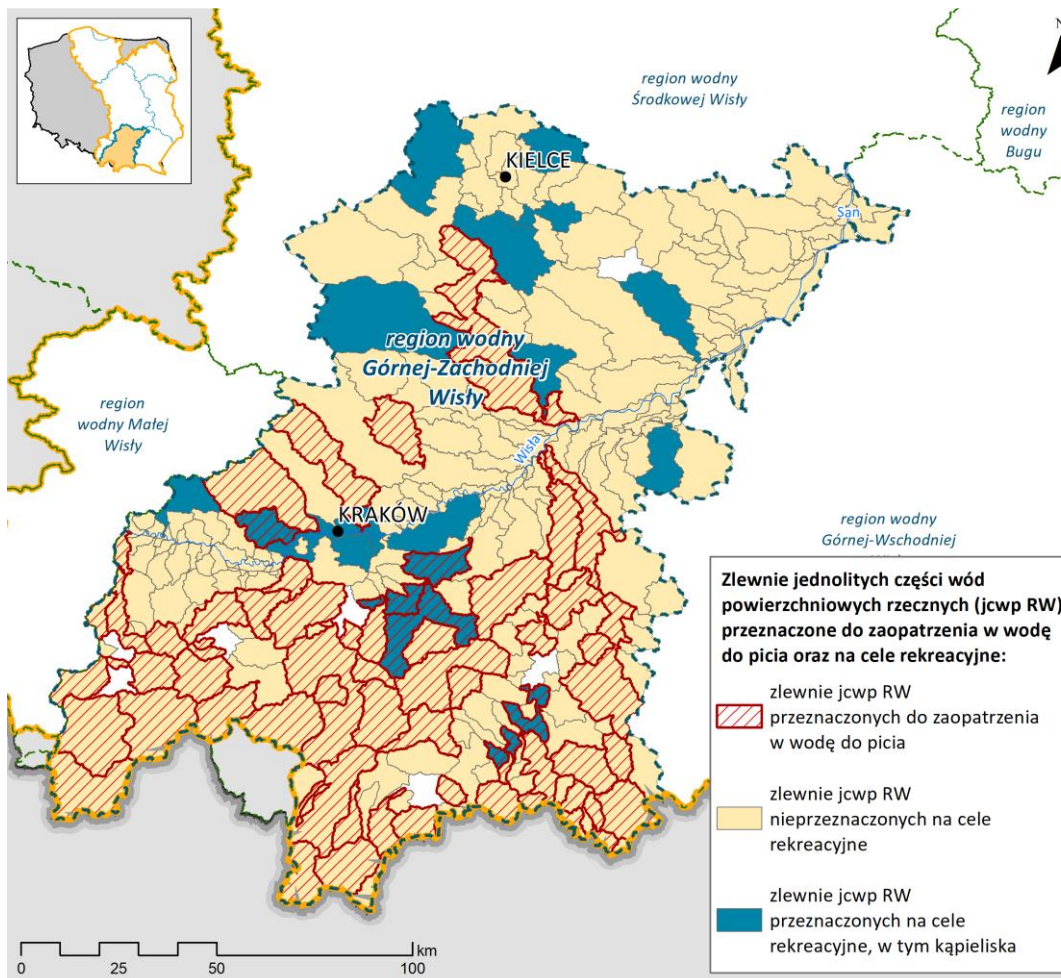 N
region wodny
Środkowej Wisły
region
wodny
Bugu
KIELCE
San
region wodny
Górnej-Zachodniej
Wisły
region
wodny Małej
Wisły
Wisła
KRAKÓW
region wodny
Górnej-Wschodniej
Zlewnie jednolitych części wód
powierzchniowych rzecznych (jcwp RW)
przeznaczone do zaopatrzenia w wodę
do picia oraz na cele rekreacyjne:
zlewnie jcwp RW
przeznaczonych do zaopatrzenia
w wodę do picia
zlewnie jcwp RW
nieprzeznaczonych na cele
rekreacyjne
zlewnie jcwp RW
przeznaczonych na cele
rekreacyjne, w tym kąpieliska
km
0 25 50 100